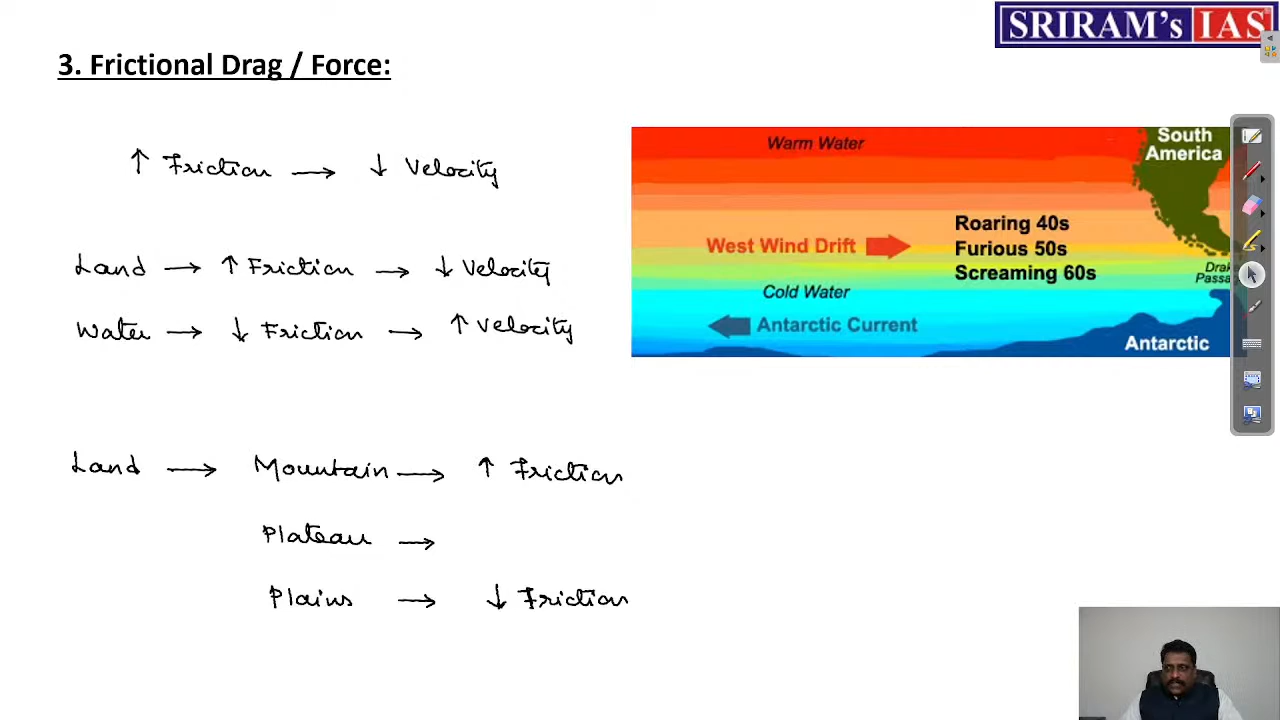 SRIRAM's IAS
3. Frictional Drag / Force:
↑ Friction → ↓ Velocity
Land → ↑ Friction → ↓ Velocity
Water → ↓ Friction → ↑ Velocity
Land → Mountain → ↑ Friction
Plateau →
Plains → ↓ Friction
Warm Water
South
America
Roaring 40s
West Wind Drift
Furious 50s
Screaming 60s
Drak
Passa
Cold Water
Antarctic Current
Antarctic